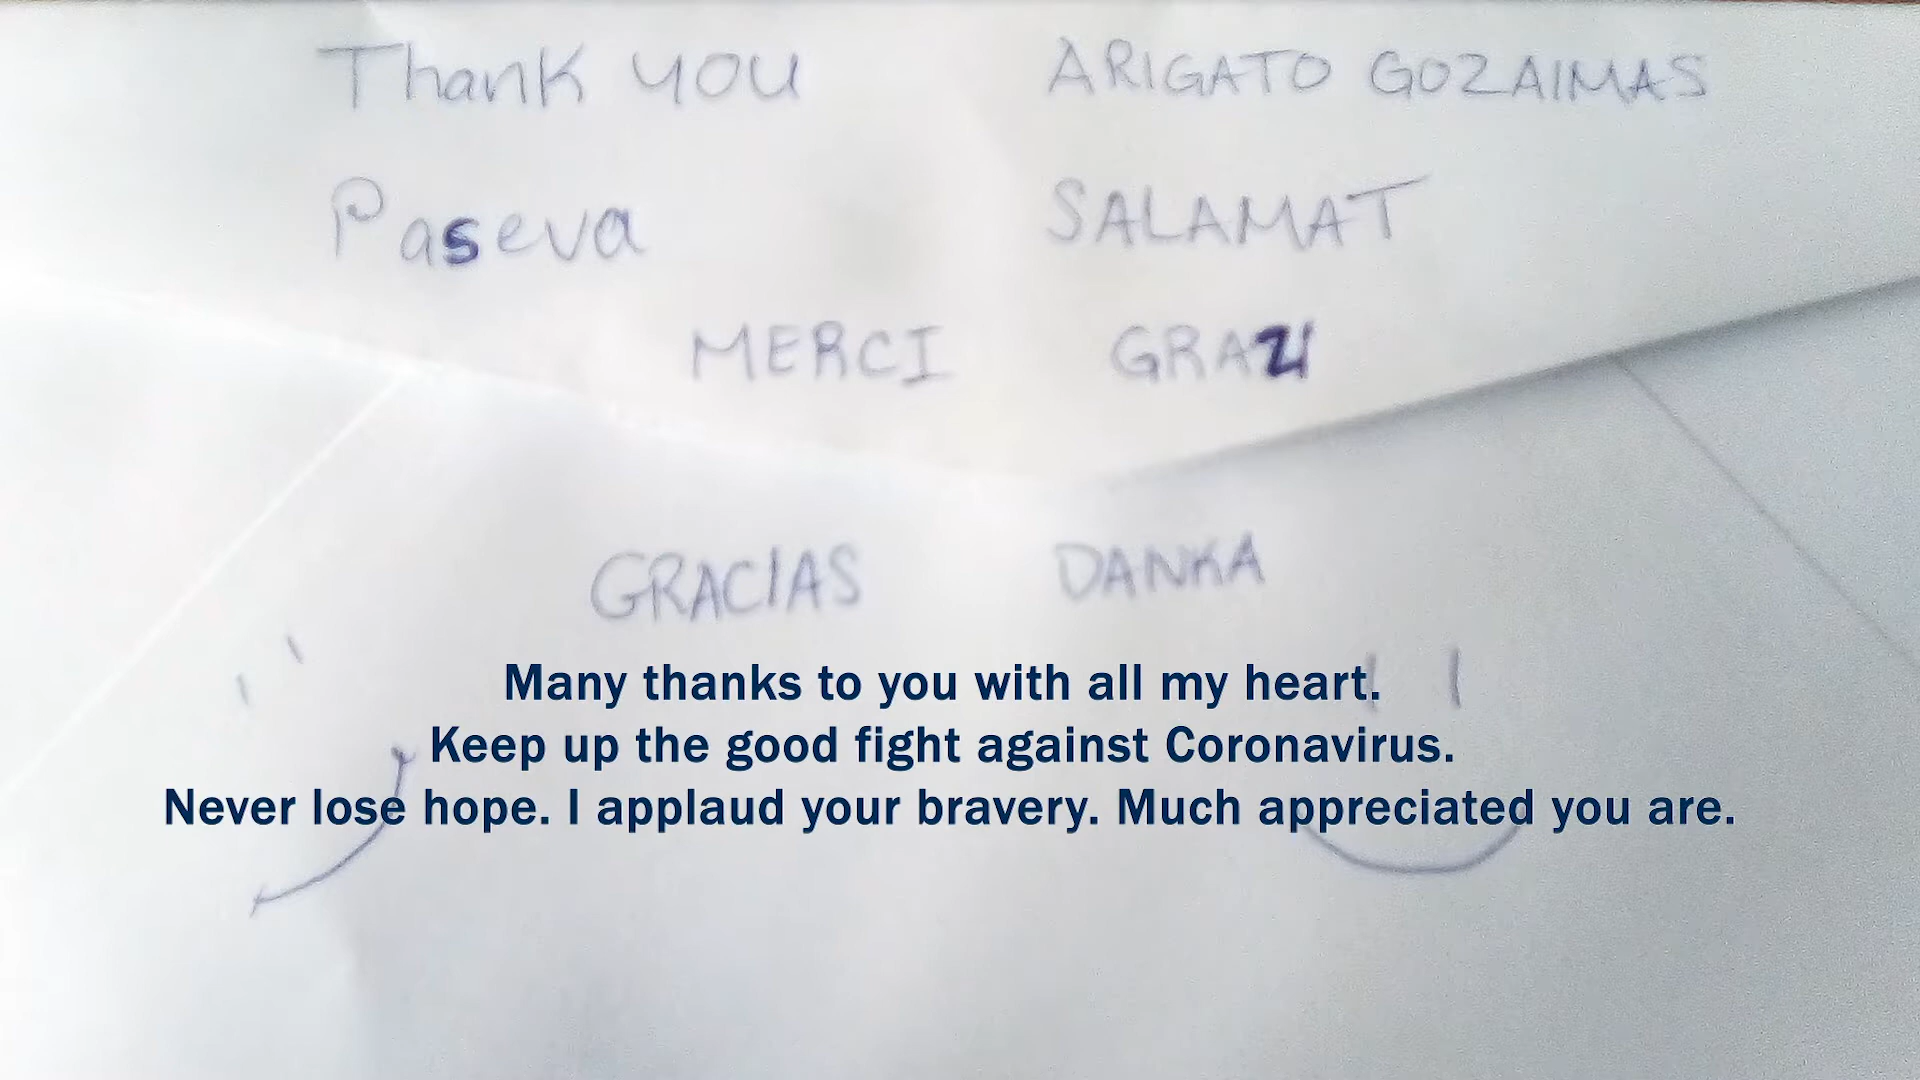 Thank YOU ARIGATO GOZAIMAS
Paseva SALAMAT
MERCI GRAZI
GRACIAS DANKA
Many thanks to you with all my heart.
Keep up the good fight against Coronavirus.
Never lose hope. I applaud your bravery. Much appreciated you are.